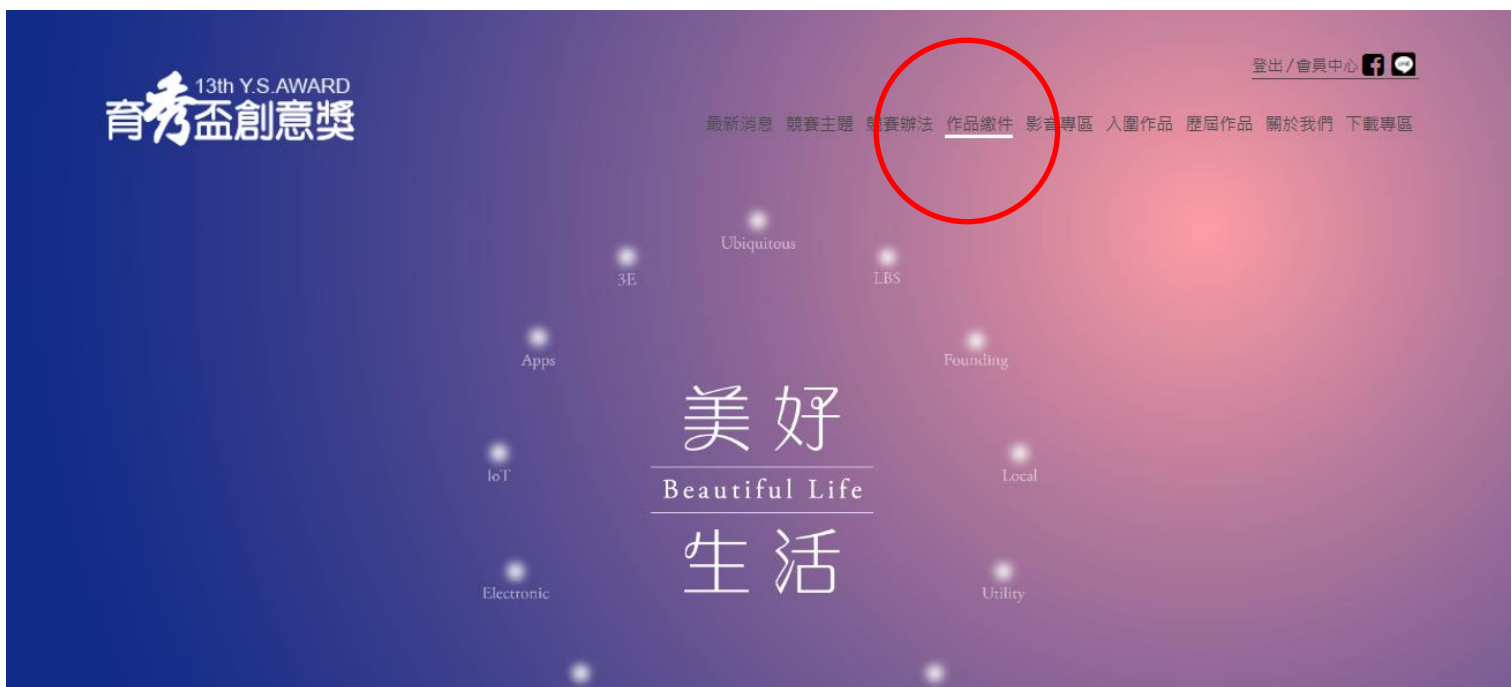 13th Y.S.AWARD
育秀盃創意獎
登出/會員中心
最新消息 競賽主題 競賽辦法 作品繳件 影音專區 入圍作品 歷屆作品 關於我們 下載專區
Ubiquitous
3E
LBS
Apps
Founding
美好
IoT
Local
Beautiful Life
生活
Electronic
Utility